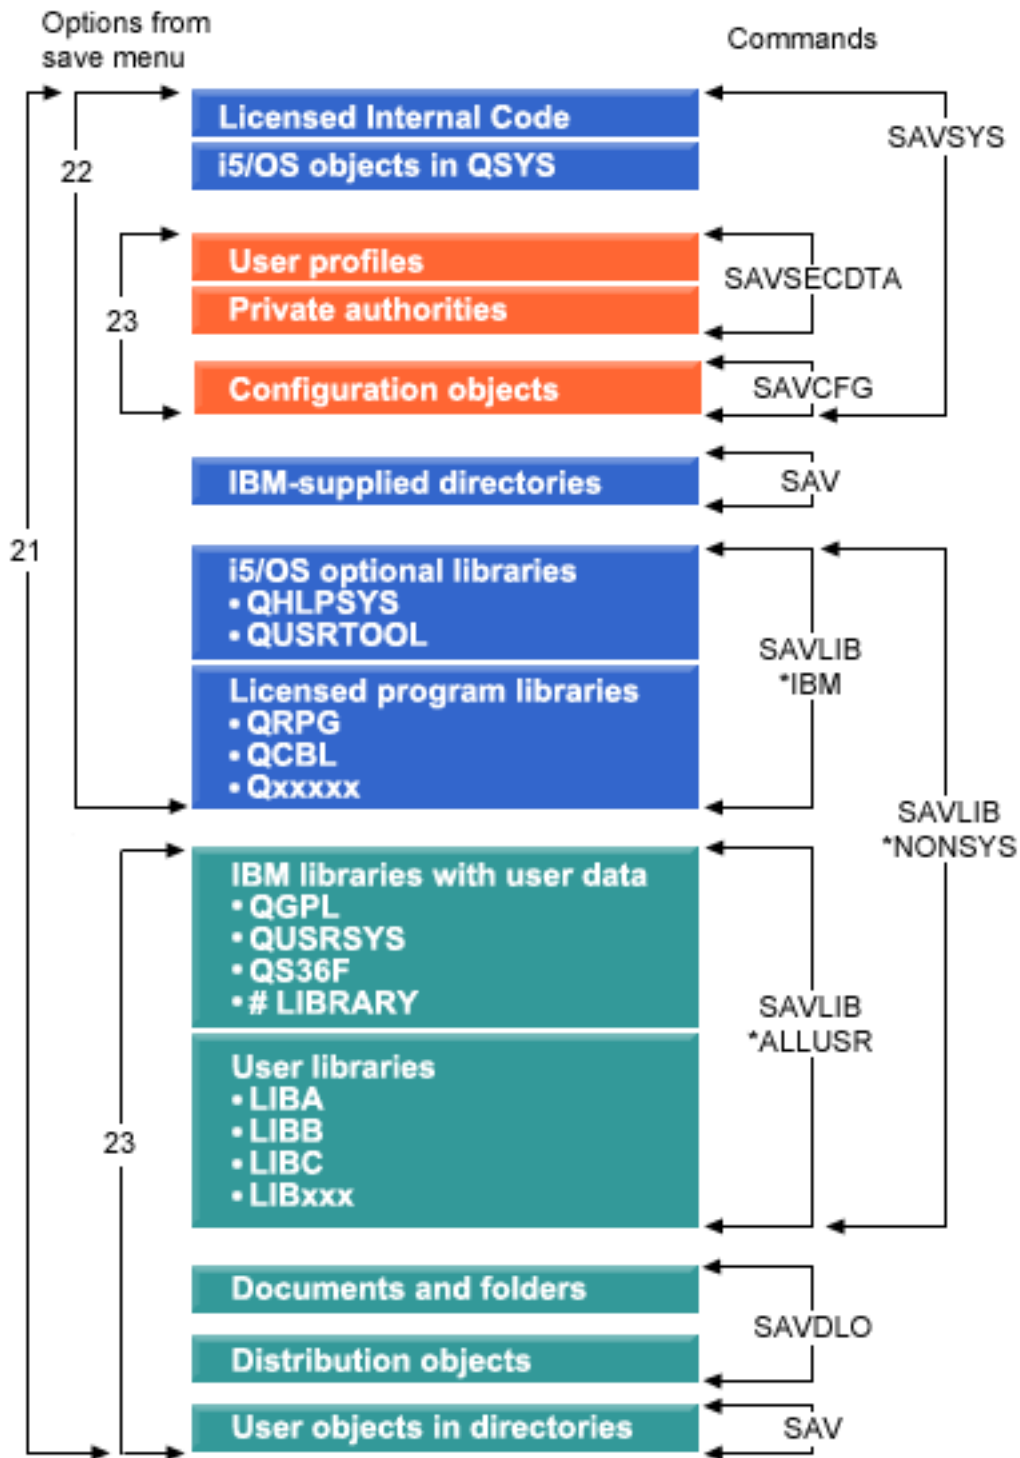 Options from
save menu
Commands
Licensed Internal Code
SAVSYS
i5/OS objects in QSYS
22
User profiles
SAVSECDTA
Private authorities
23
Configuration objects
SAVCFG
IBM-supplied directories
SAV
21
i5/OS optional libraries
• QHLPSYS
• QUSRTOOL
SAVLIB
*IBM
Licensed program libraries
• QRPG
• QCBL
• Qxxxxx
SAVLIB
*NONSYS
IBM libraries with user data
• QGPL
• QUSRSYS
• QS36F
• # LIBRARY
SAVLIB
*ALLUSR
User libraries
• LIBA
• LIBB
• LIBC
• LIBxxx
23
Documents and folders
SAVDLO
Distribution objects
User objects in directories
SAV